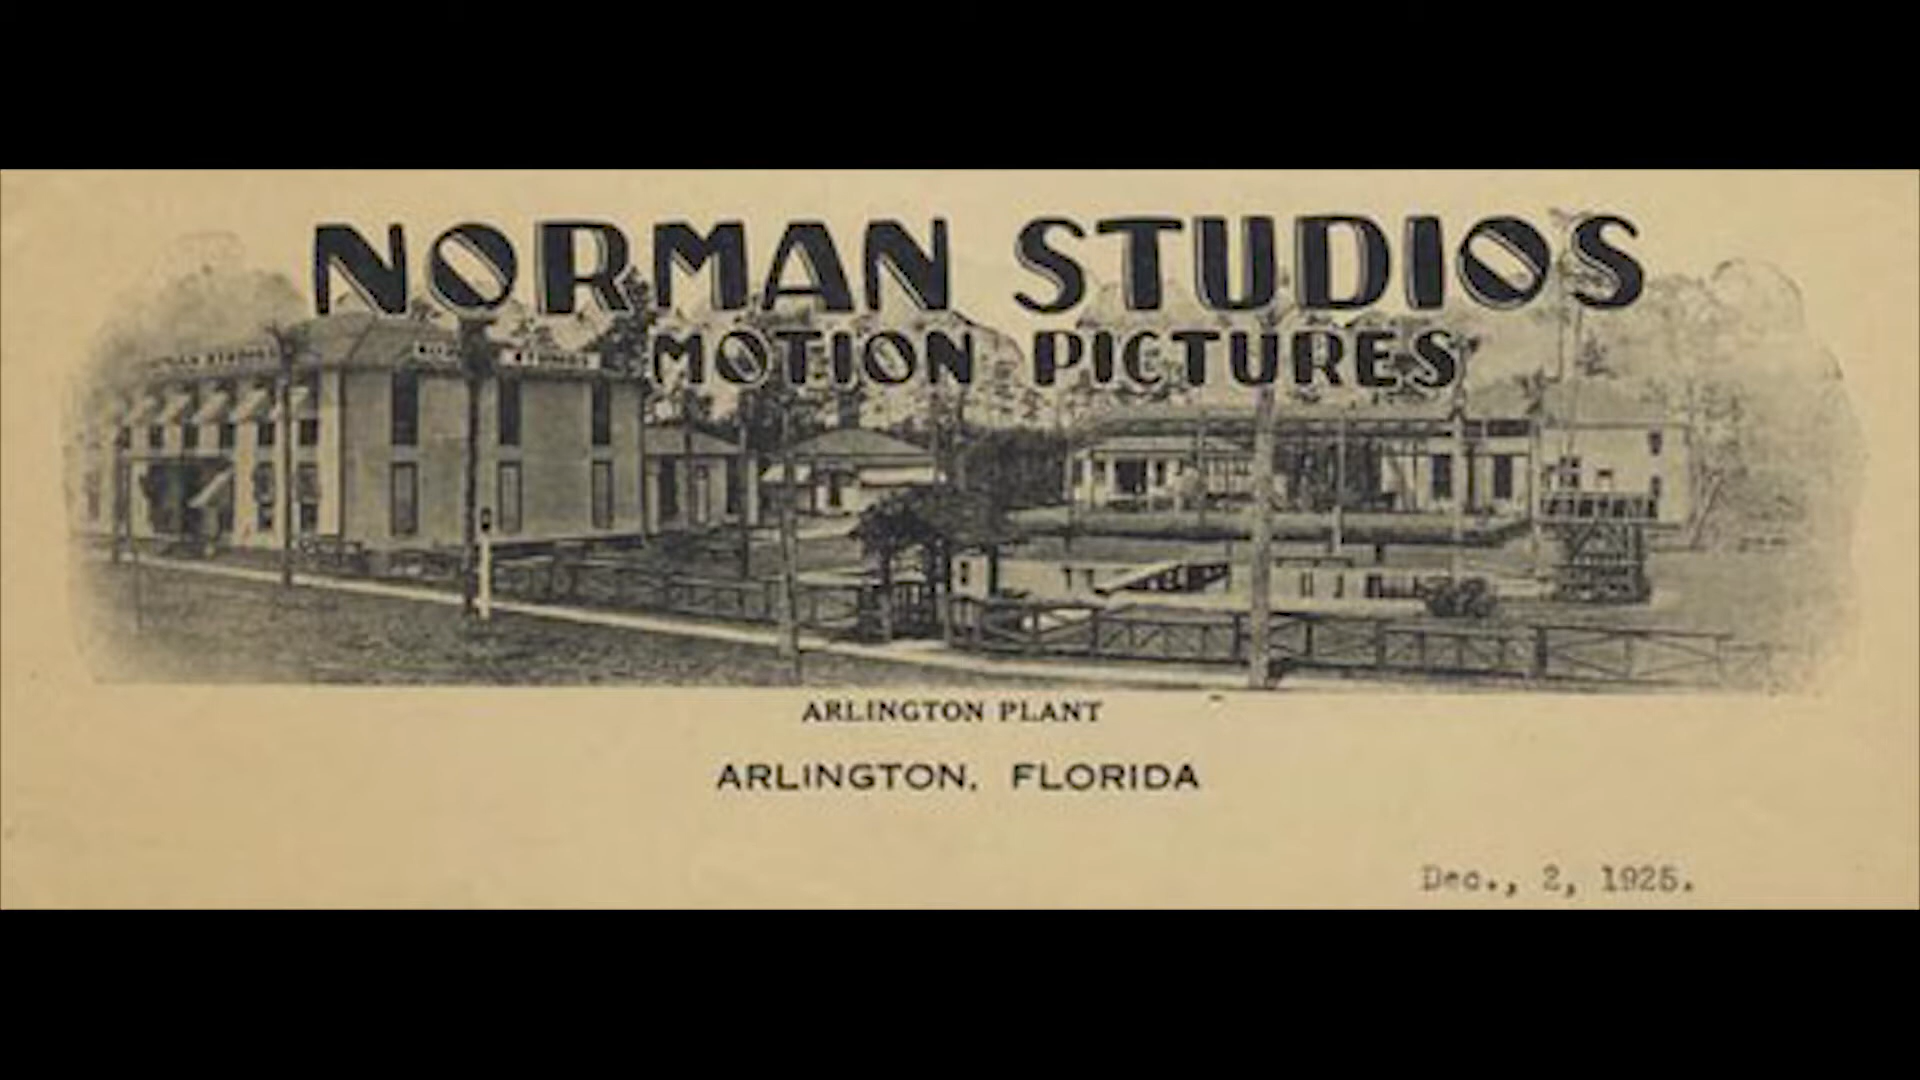 NORMAN STUDIOS
MOTION PICTURES
ARLINGTON PLANT
ARLINGTON, FLORIDA
Dec., 2, 1925.